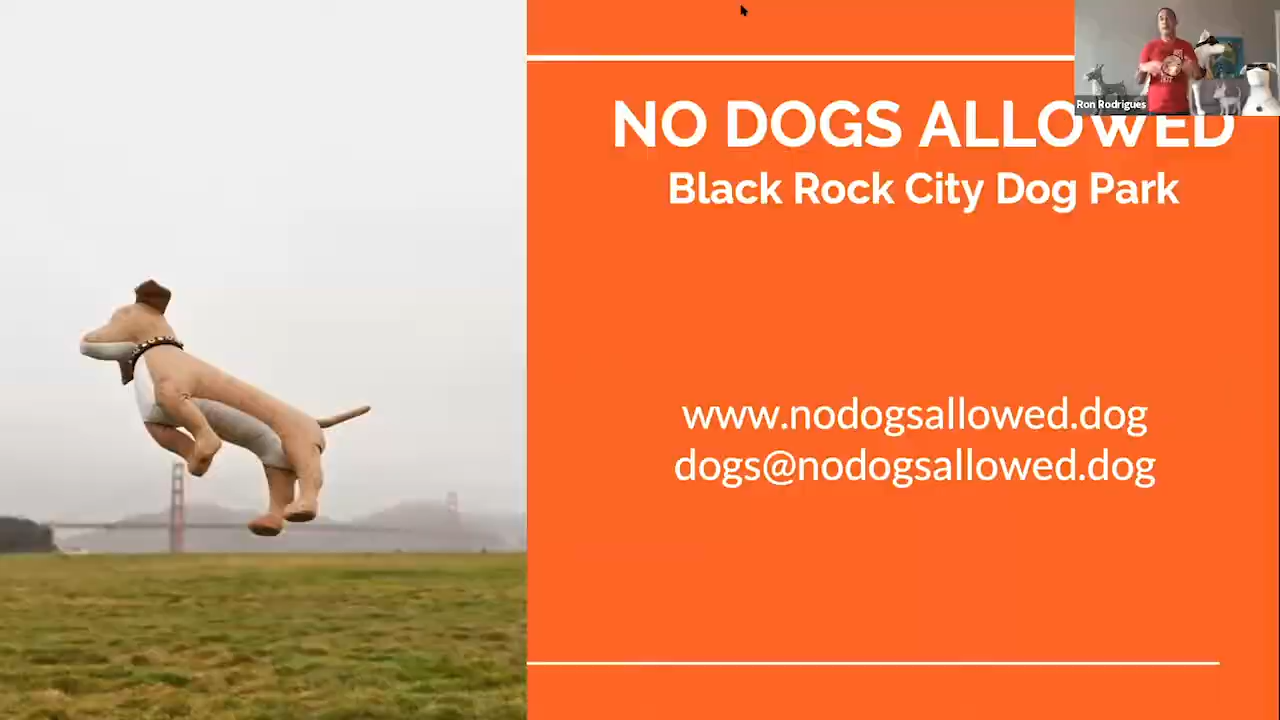 NO DOGS ALLOWED
Black Rock City Dog Park
www.nodogsallowed.dog
dogs@nodogsallowed.dog
Ron Rodrigues